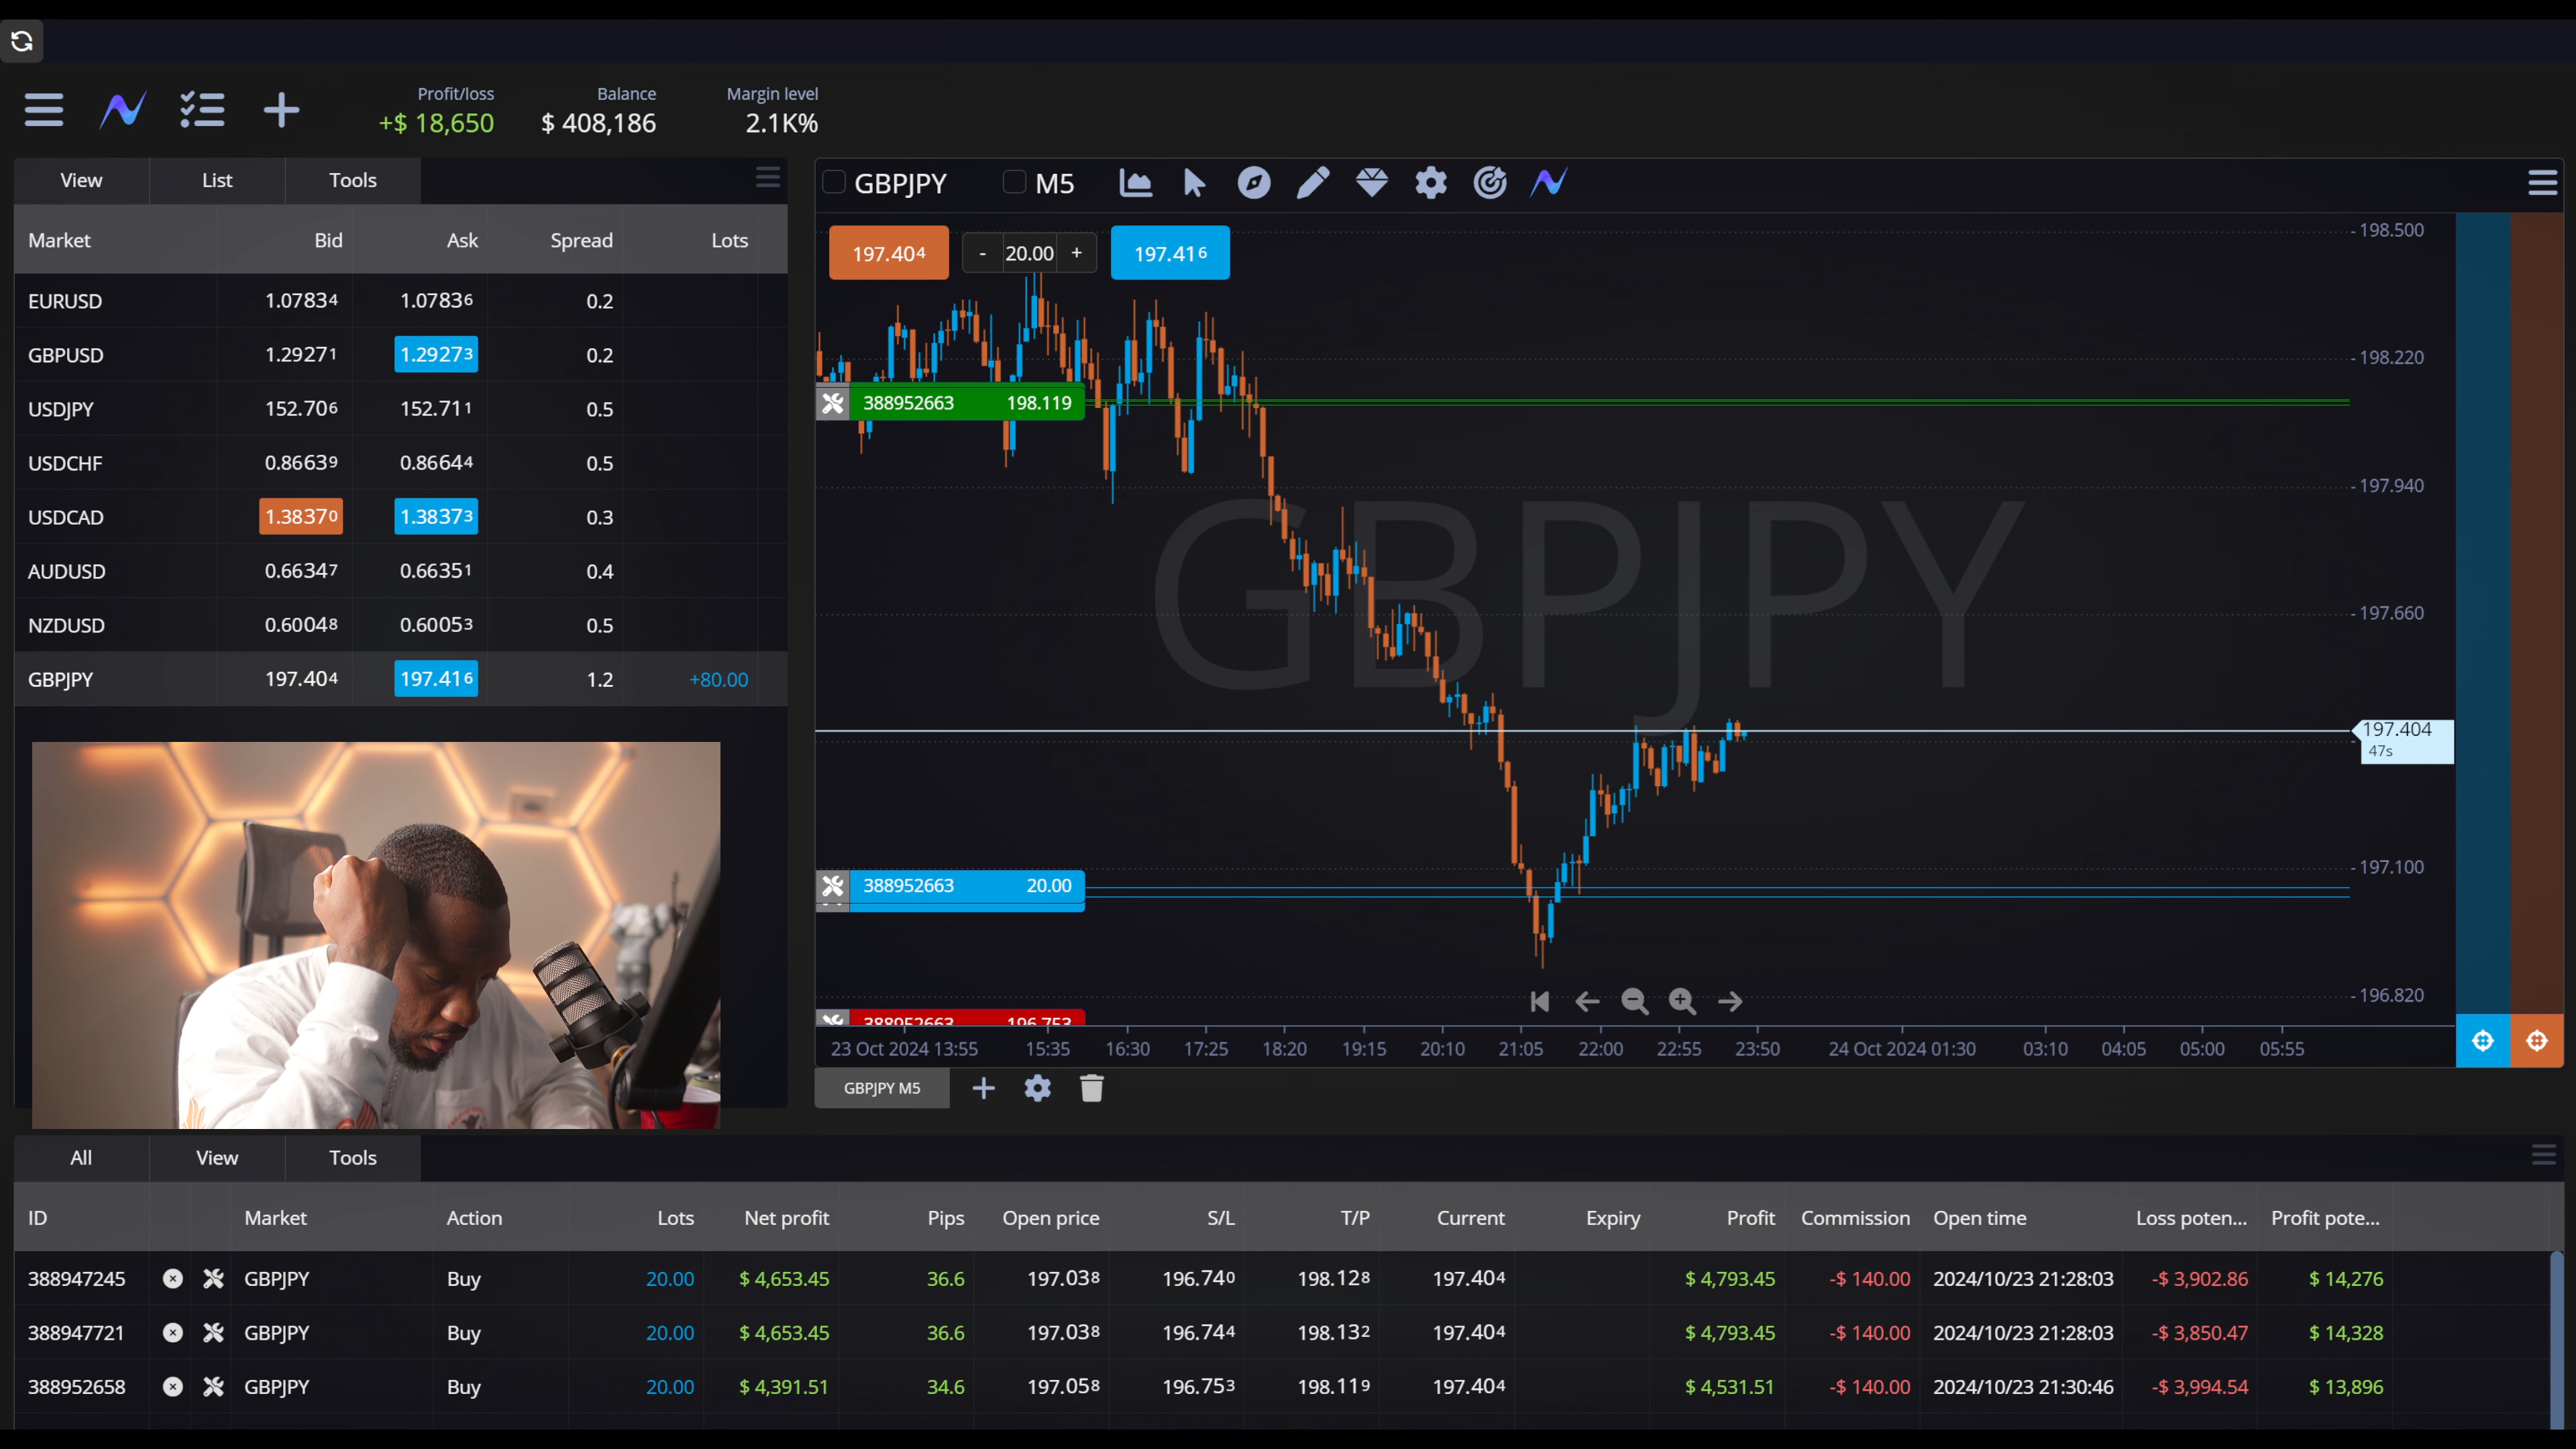 Profit/loss Balance Margin level
+$ 18,650 $ 408,186 2.1K%
View List Tools
Market Bid Ask Spread Lots
EURUSD 1.07834 1.07836 0.2
GBPUSD 1.29271 1.29273 0.2
USDJPY 152.706 152.711 0.5
USDCHF 0.86639 0.86644 0.5
USDCAD 1.38370 1.38373 0.3
AUDUSD 0.66347 0.66351 0.4
NZDUSD 0.60048 0.60053 0.5
GBPJPY 197.404 197.416 1.2 +80.00
GBPJPY M5
197.404 - 20.00 + 197.416
198.500
198.220
388952663 198.119
197.940
GBPJPY
197.660
197.404
47s
197.100
388952663 20.00
196.820
388952663 196.753
23 Oct 2024 13:55 15:35 16:30 17:25 18:20 19:15 20:10 21:05 22:00 22:55 23:50 24 Oct 2024 01:30 03:10 04:05 05:00 05:55
GBPJPY M5
All View Tools
ID Market Action Lots Net profit Pips Open price S/L T/P Current Expiry Profit Commission Open time Loss poten... Profit pote...
388947245 GBPJPY Buy 20.00 $ 4,653.45 36.6 197.038 196.740 198.128 197.404 $ 4,793.45 -$ 140.00 2024/10/23 21:28:03 -$ 3,902.86 $ 14,276
388947721 GBPJPY Buy 20.00 $ 4,653.45 36.6 197.038 196.744 198.132 197.404 $ 4,793.45 -$ 140.00 2024/10/23 21:28:03 -$ 3,850.47 $ 14,328
388952658 GBPJPY Buy 20.00 $ 4,391.51 34.6 197.058 196.753 198.119 197.404 $ 4,531.51 -$ 140.00 2024/10/23 21:30:46 -$ 3,994.54 $ 13,896